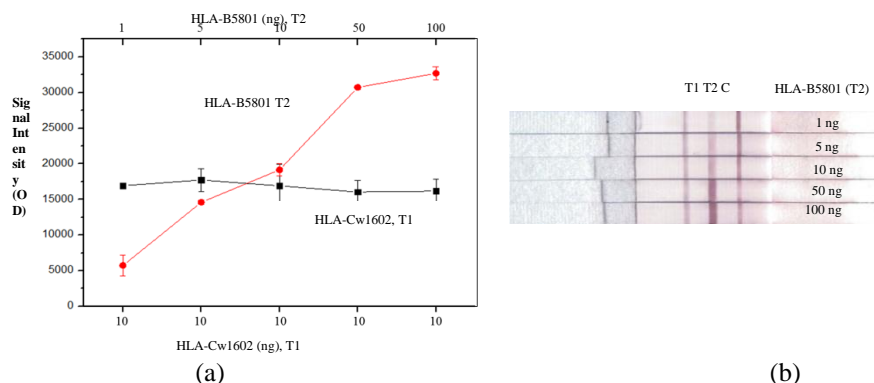 HLA-B5801 (ng), T2
1 5 10 50 100
35000
30000
25000
20000
15000
10000
5000
0
Sig
nal
Int
en
sit
y
(O
D)
HLA-B5801 T2
HLA-Cw1602, T1
10 10 10 10 10
HLA-Cw1602 (ng), T1
(a)
T1 T2 C HLA-B5801 (T2)
1 ng
5 ng
10 ng
50 ng
100 ng
(b)